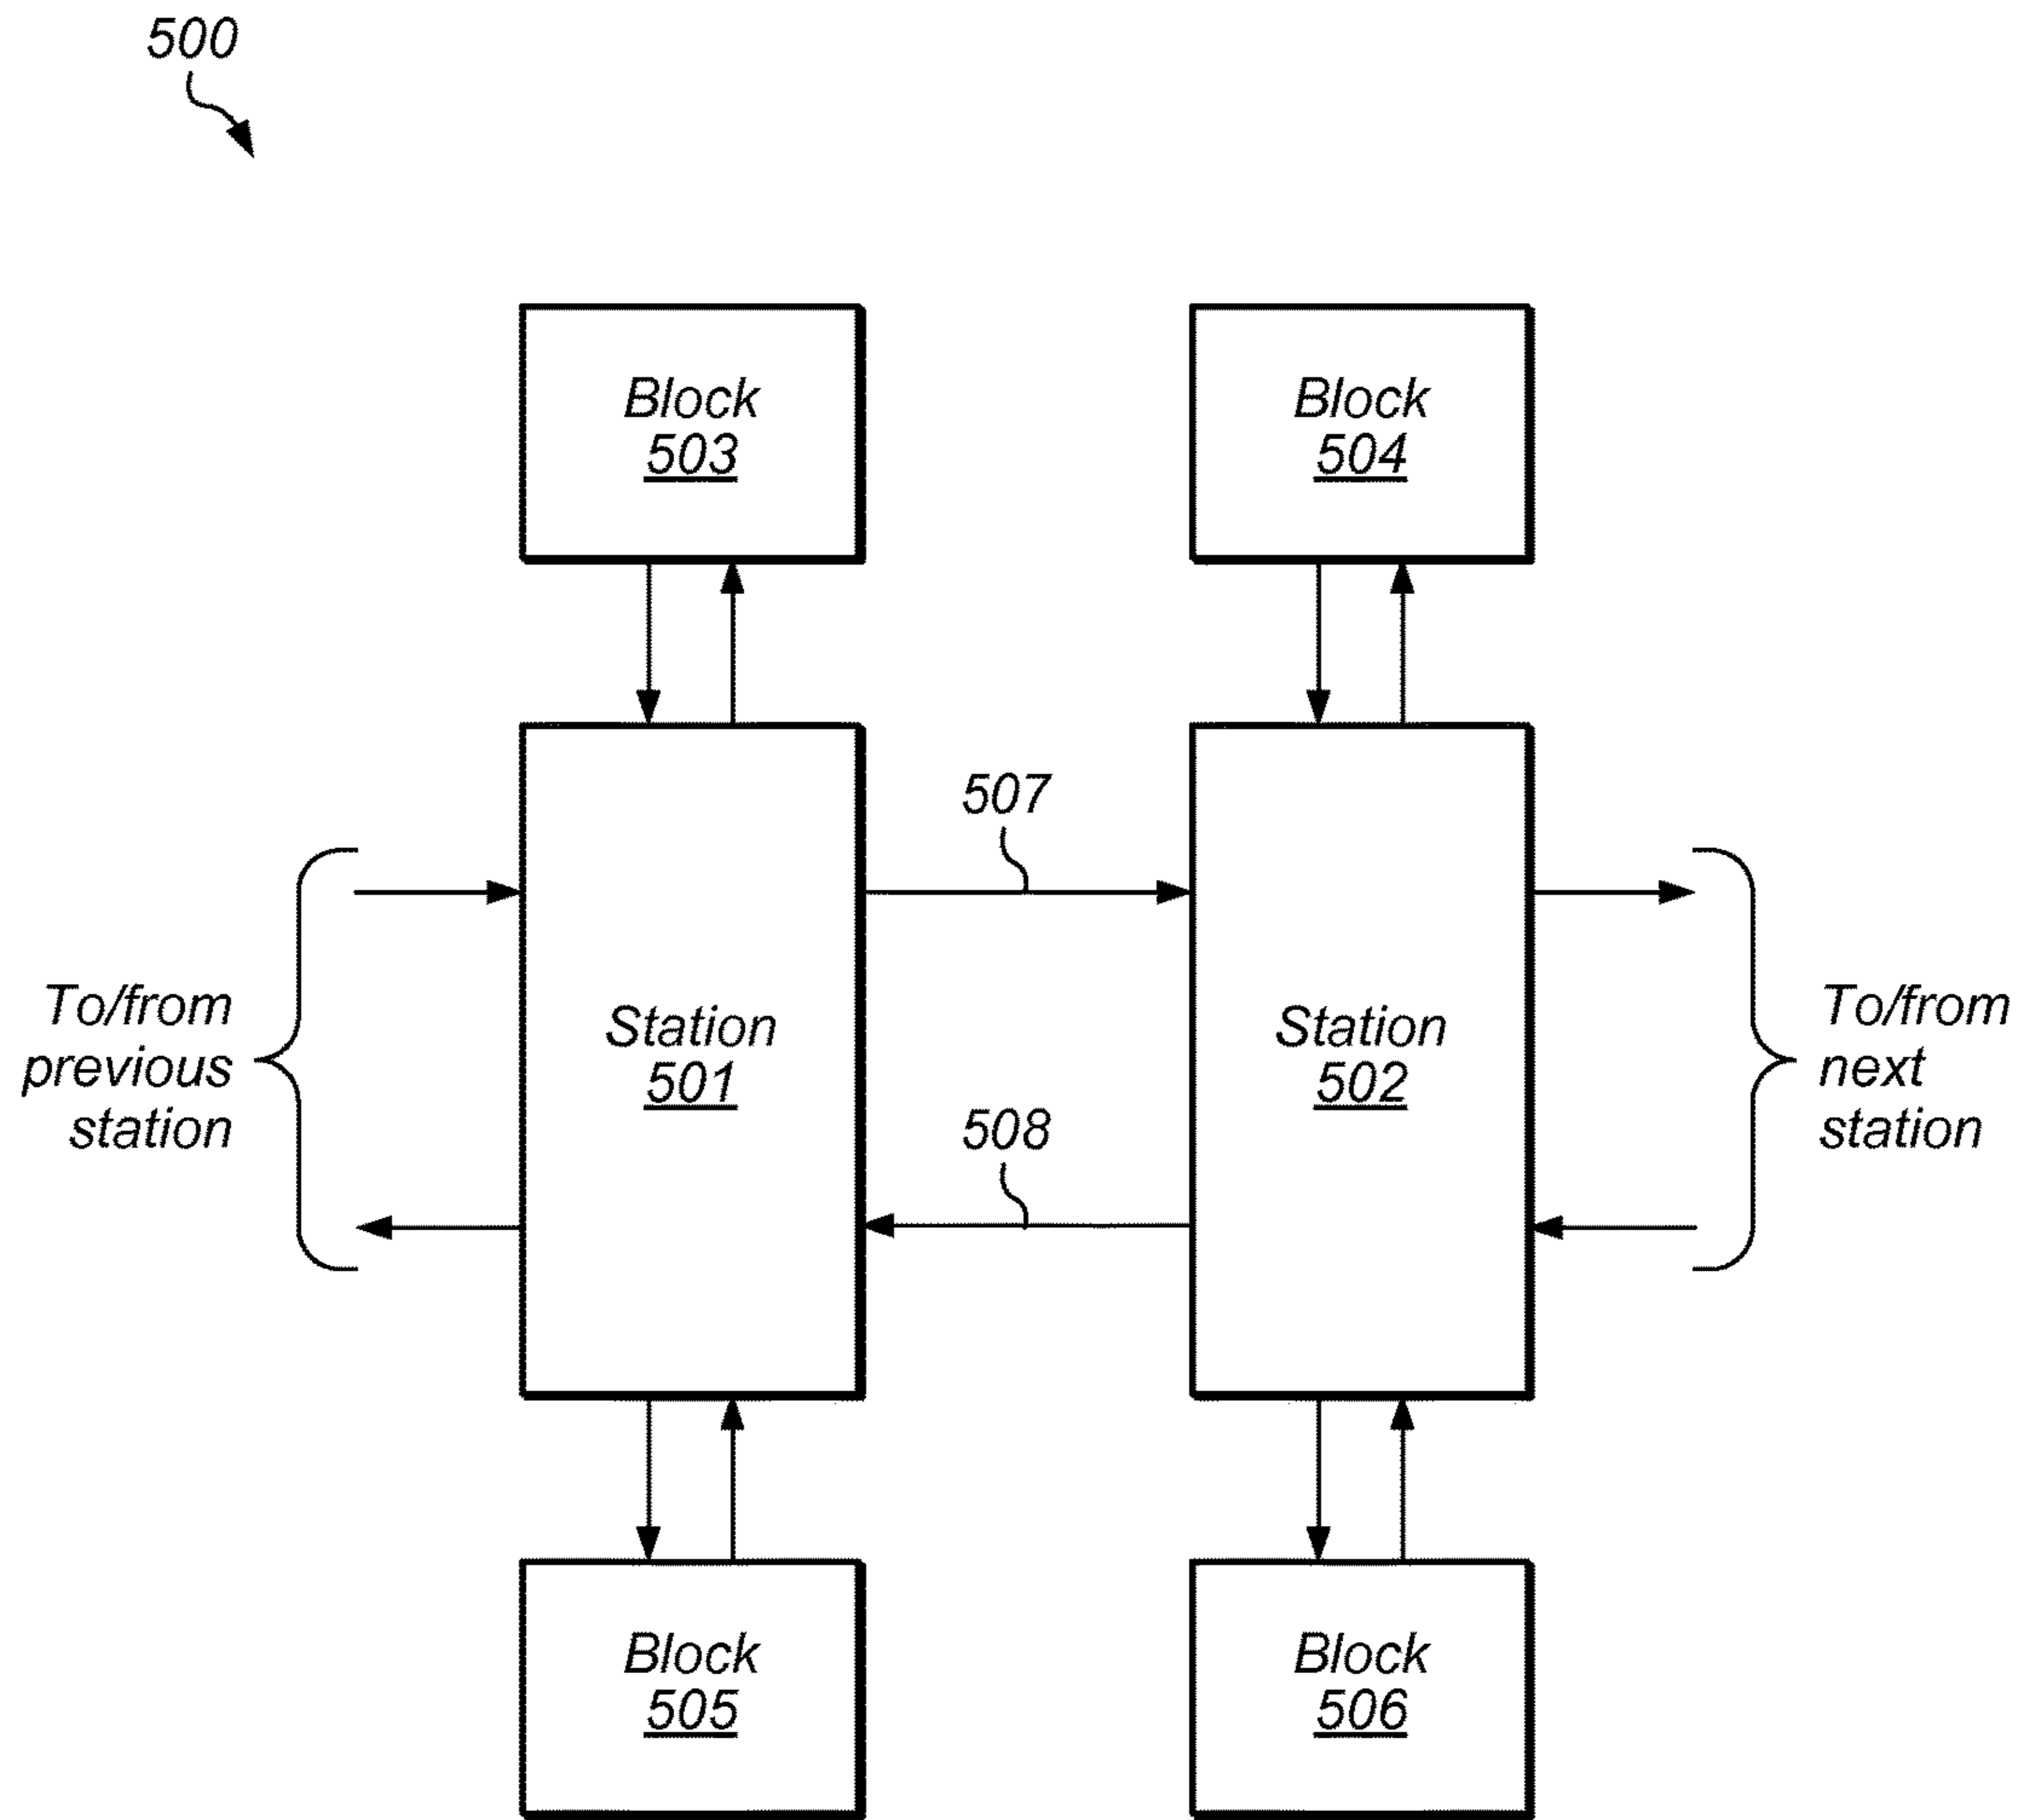 500
Block
503
Block
504
507
To/from
previous
station
Station
501
Station
502
To/from
next
station
508
Block
505
Block
506